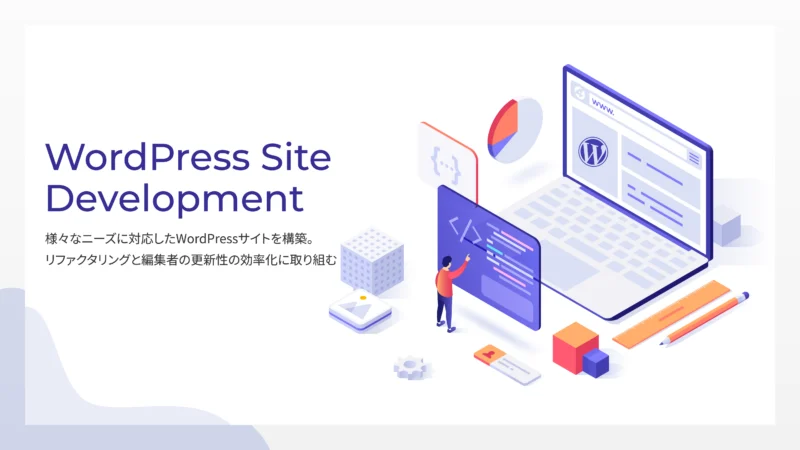 WordPress Site
Development
様々なニーズに対応したWordPressサイトを構築。
リファクタリングと編集者の更新性の効率化に取り組む
www.
{...}
</>